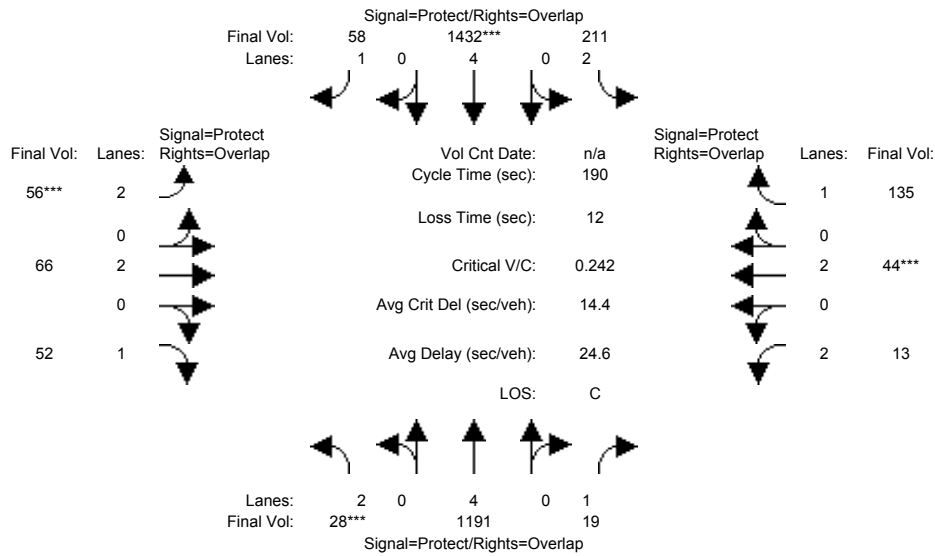 Signal=Protect/Rights=Overlap
Final Vol: 58 1432*** 211
Lanes: 1 0 4 0 2
Signal=Protect
Final Vol: Lanes: Rights=Overlap
Vol Cnt Date: n/a
Signal=Protect
Rights=Overlap Lanes: Final Vol:
Cycle Time (sec): 190
56*** 2
1 135
Loss Time (sec): 12
0
0
66 2
Critical V/C: 0.242
2 44***
0
Avg Crit Del (sec/veh): 14.4
0
52 1
Avg Delay (sec/veh): 24.6
2 13
LOS: C
Lanes: 2 0 4 0 1
Final Vol: 28*** 1191 19
Signal=Protect/Rights=Overlap